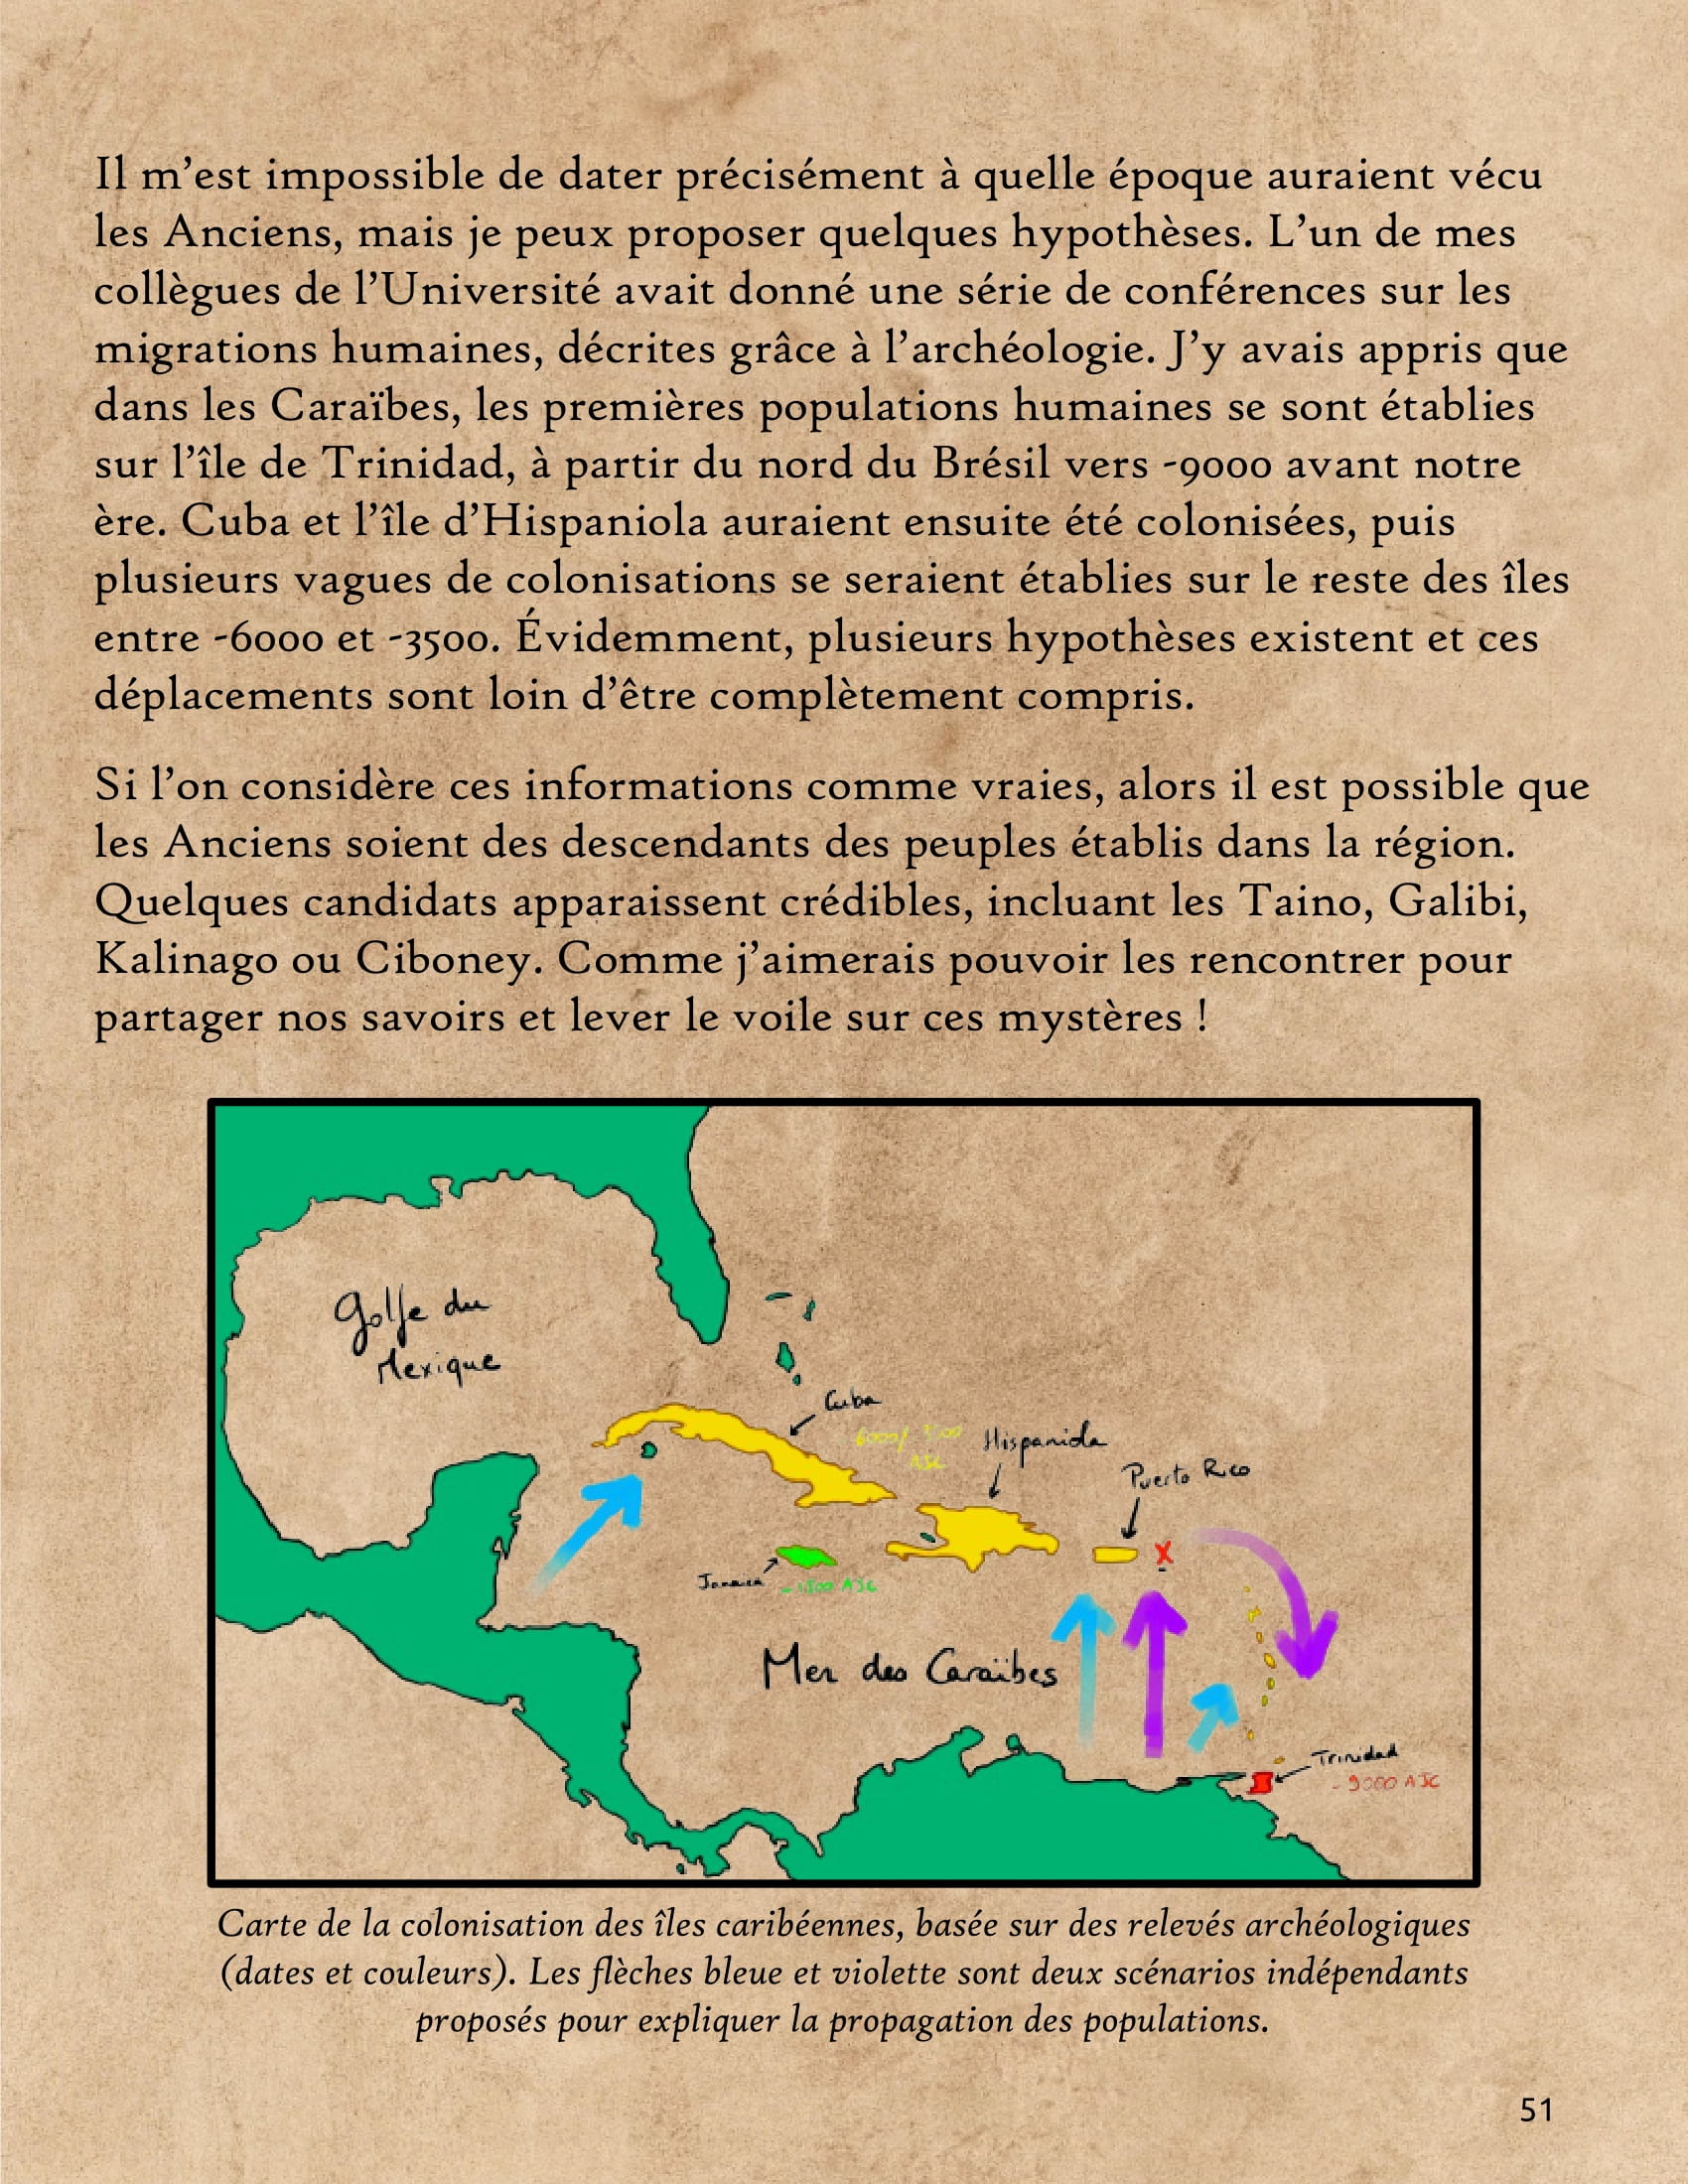 Il m'est impossible de dater précisément à quelle époque auraient vécu
les Anciens, mais je peux proposer quelques hypothèses. L'un de mes
collègues de l'Université avait donné une série de conférences sur les
migrations humaines, décrites grâce à l'archéologie. J'y avais appris que
dans les Caraïbes, les premières populations humaines se sont établies
sur l'île de Trinidad, à partir du nord du Brésil vers -9000 avant notre
ère. Cuba et l'île d'Hispaniola auraient ensuite été colonisées, puis
plusieurs vagues de colonisations se seraient établies sur le reste des îles
entre -6000 et -3500. Évidemment, plusieurs hypothèses existent et ces
déplacements sont loin d'être complètement compris.
Si l'on considère ces informations comme vraies, alors il est possible que
les Anciens soient des descendants des peuples établis dans la région.
Quelques candidats apparaissent crédibles, incluant les Taino, Galibi,
Kalinago ou Ciboney. Comme j'aimerais pouvoir les rencontrer pour
partager nos savoirs et lever le voile sur ces mystères !
Golfe du
Mexique
Cuba
6000/
AJC
Hispaniola
Puerto Rico
X
Jamaica
AJC
Mer des Caraïbes
Trinidad
- 9000 AJC
Carte de la colonisation des îles caribéennes, basée sur des relevés archéologiques
(dates et couleurs). Les flèches bleue et violette sont deux scénarios indépendants
proposés pour expliquer la propagation des populations.
51